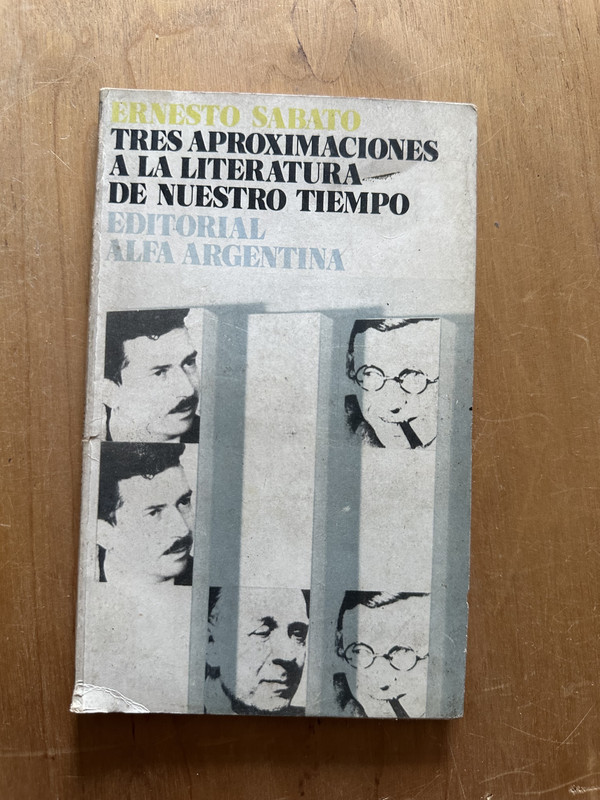 ERNESTO SABATO
TRES APROXIMACIONES
A LA LITERATURA
DE NUESTRO TIEMPO
EDITORIAL
ALFA ARGENTINA